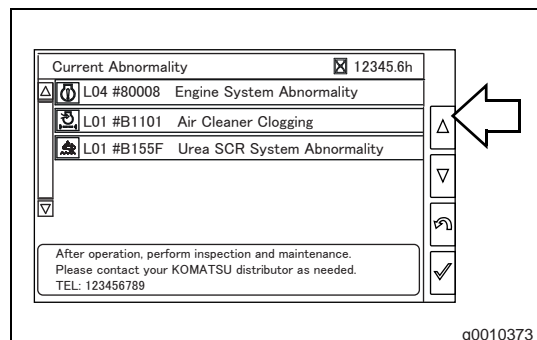 Current Abnormality 12345.6h
L04 #80008 Engine System Abnormality
L01 #B1101 Air Cleaner Clogging
L01 #B155F Urea SCR System Abnormality
After operation, perform inspection and maintenance.
Please contact your KOMATSU distributor as needed.
TEL: 123456789
g0010373